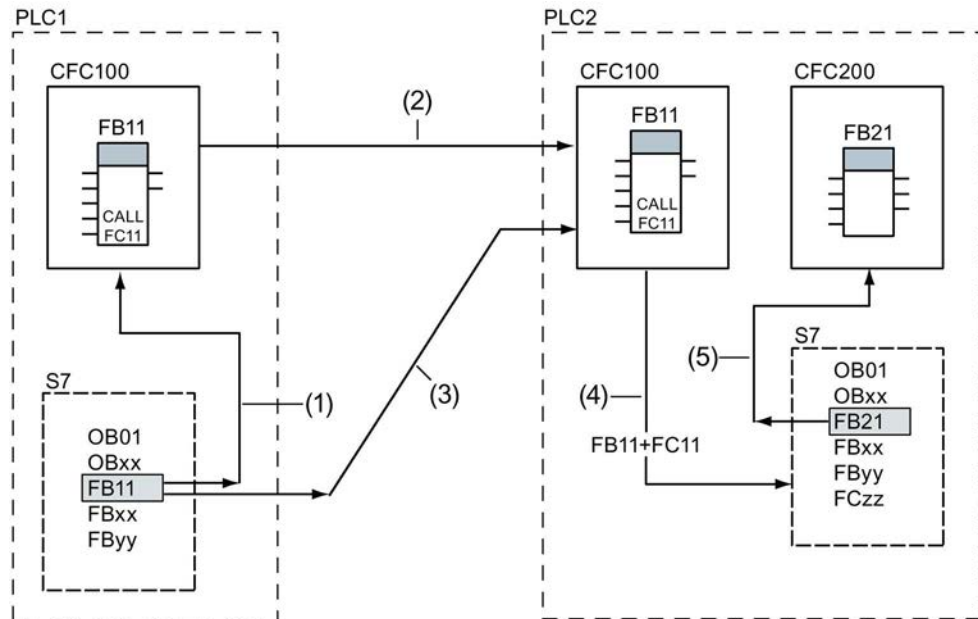 PLC1
PLC2
CFC100
FB11
CALL
FC11
(2)
CFC100
FB11
CALL
FC11
CFC200
FB21
(1)
(3)
(4)
(5)
S7
OB01
OBxx
FB11
FBxx
FByy
FB11+FC11
S7
OB01
OBxx
FB21
FBxx
FByy
FCzz